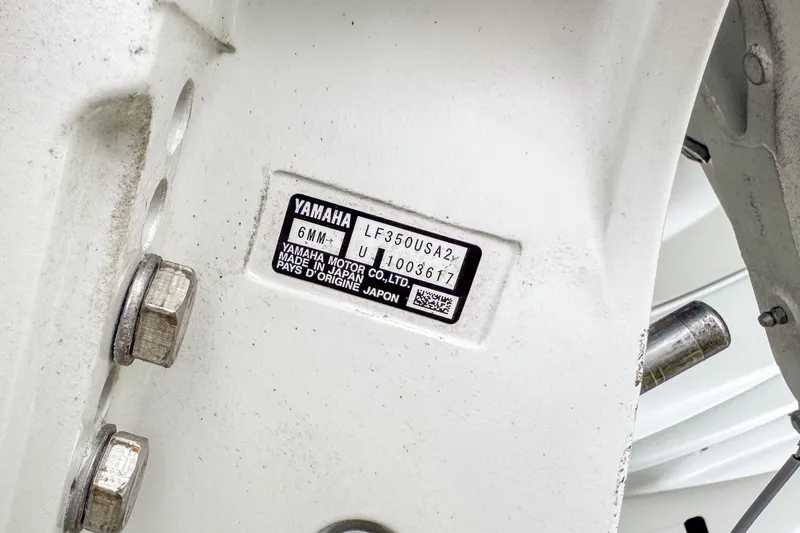 YAMAHA
6MM LF350USA2
U 1003617
YAMAHA MOTOR CO.,LTD.
MADE IN JAPAN
PAYS D'ORIGINE JAPON